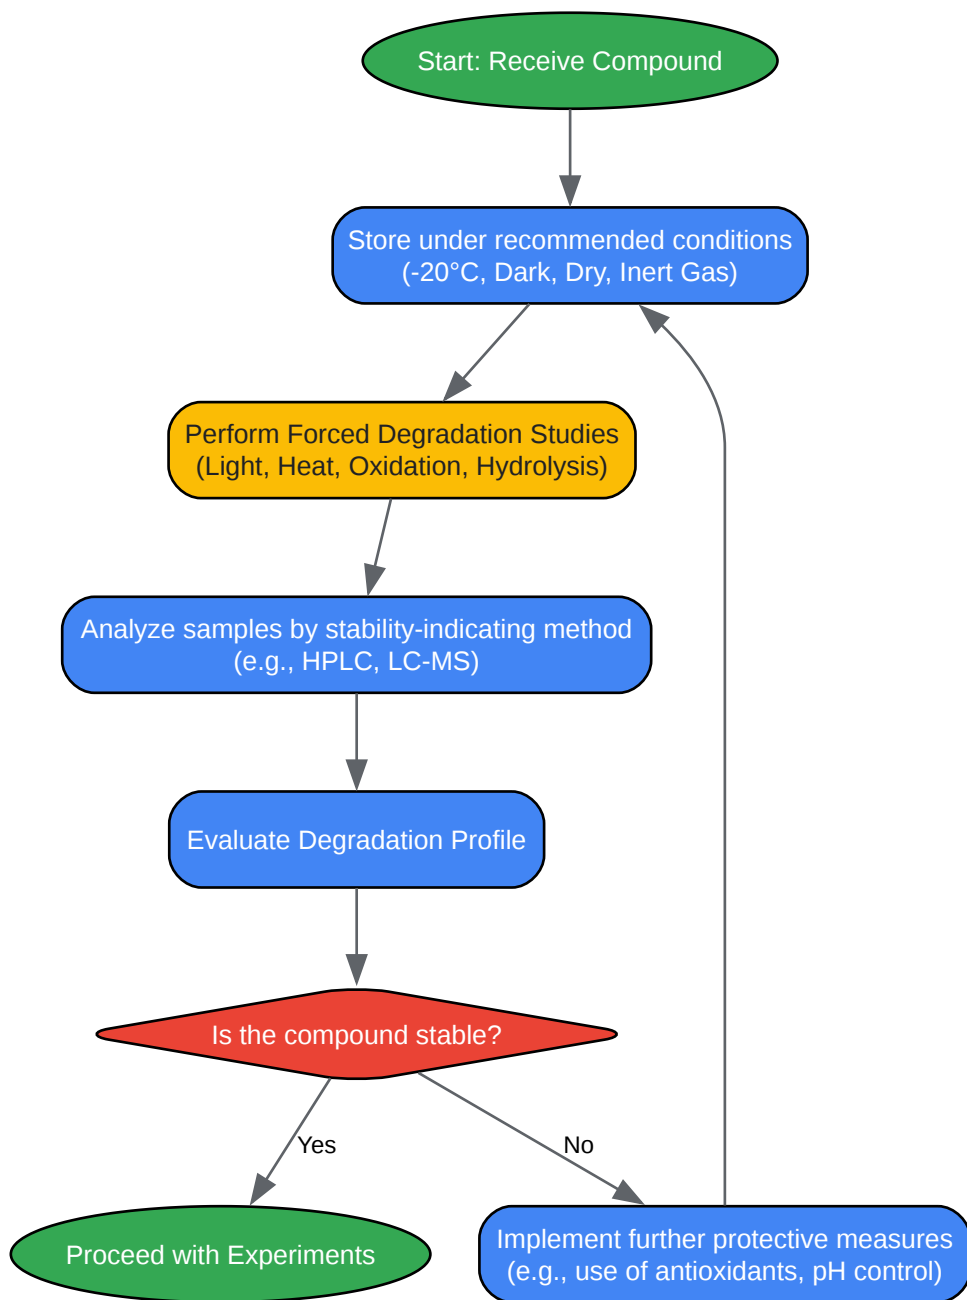 Start: Receive Compound
Store under recommended conditions
(-20°C, Dark, Dry, Inert Gas)
Perform Forced Degradation Studies
(Light, Heat, Oxidation, Hydrolysis)
Analyze samples by stability-indicating method
(e.g., HPLC, LC-MS)
Evaluate Degradation Profile
Is the compound stable?
Yes
No
Proceed with Experiments
Implement further protective measures
(e.g., use of antioxidants, pH control)